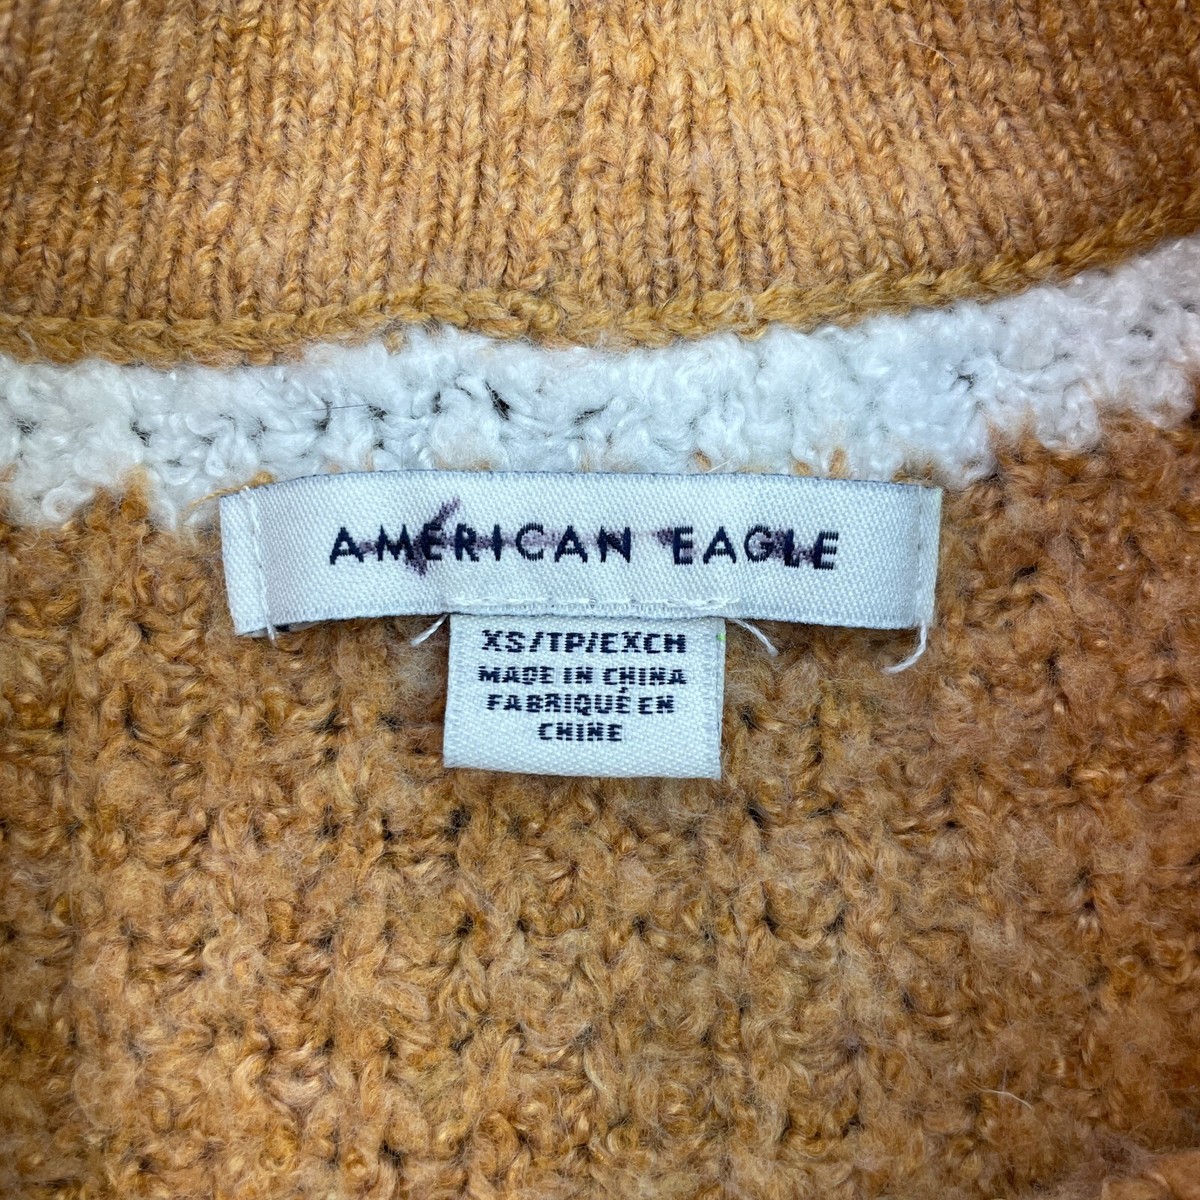 AMERICAN EAGLE
XS/TP/EXCH
MADE IN CHINA
FABRIQUÉ EN
CHINE